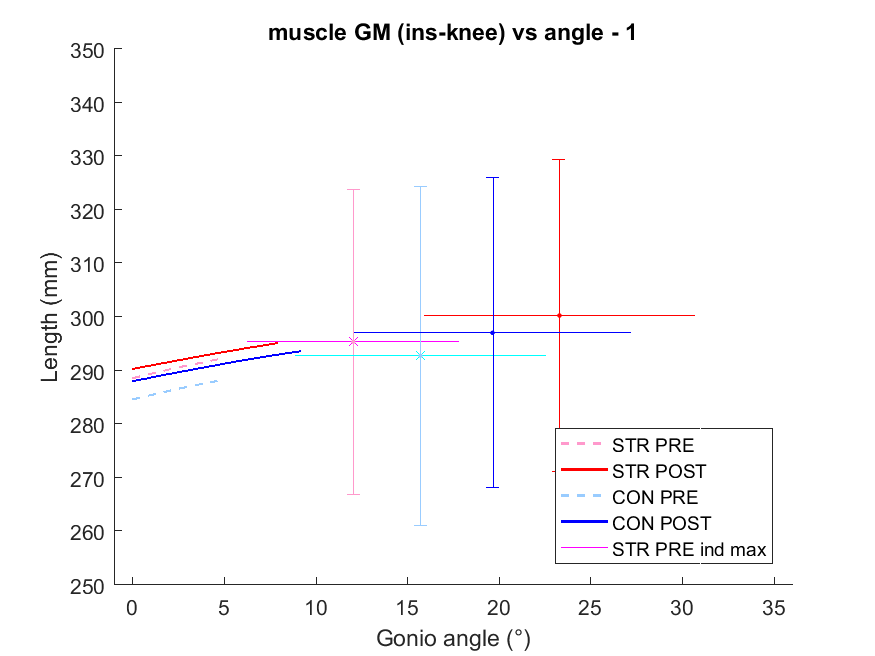 muscle GM (ins-knee) vs angle - 1
350
340
330
320
310
300
290
280
270
260
250
Length (mm)
0
5
10
15
20
25
30
35
Gonio angle (°)
STR PRE
STR POST
CON PRE
CON POST
STR PRE ind max